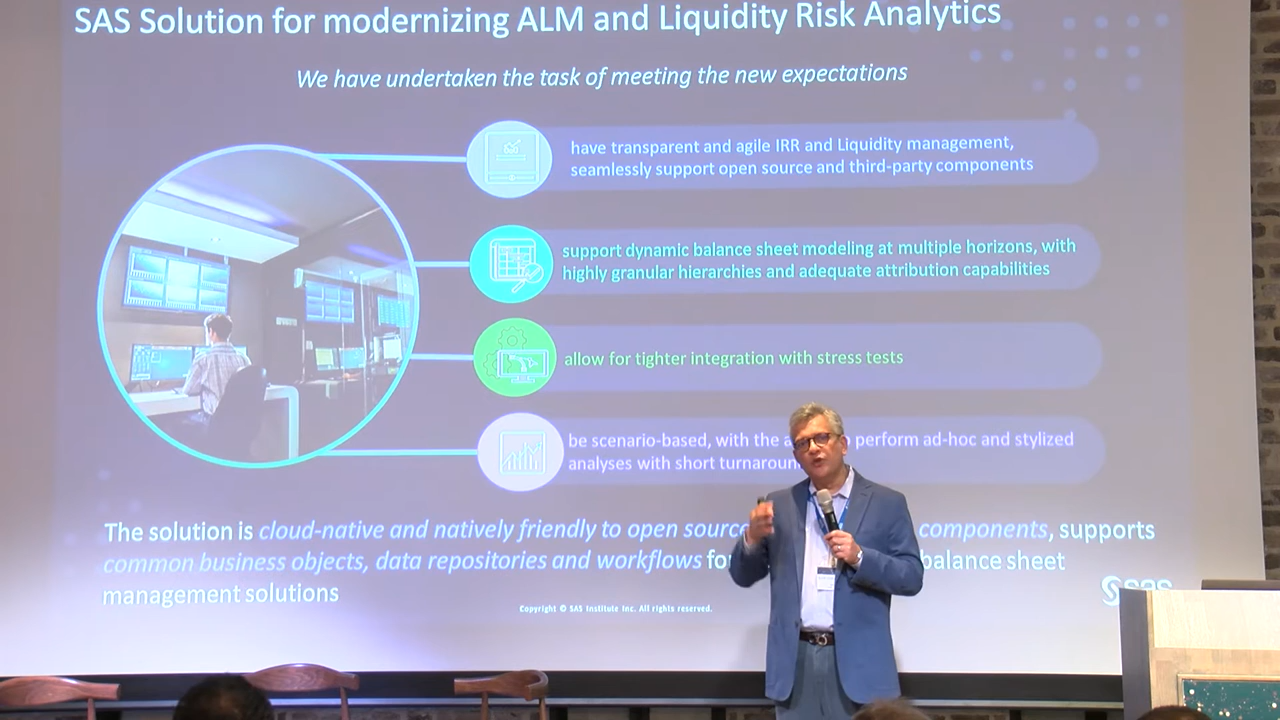 SAS Solution for modernizing ALM and Liquidity Risk Analytics
We have undertaken the task of meeting the new expectations
have transparent and agile IRR and Liquidity management,
seamlessly support open source and third-party components
support dynamic balance sheet modeling at multiple horizons, with
highly granular hierarchies and adequate attribution capabilities
allow for tighter integration with stress tests
be scenario-based, with the perform ad-hoc and stylized
analyses with short
The solution is cloud-native and natively friendly to open components, supports
common business objects, data repositories and workflows balance sheet
management solutions
Copyright © SAS Institute Inc. All rights reserved.
sas